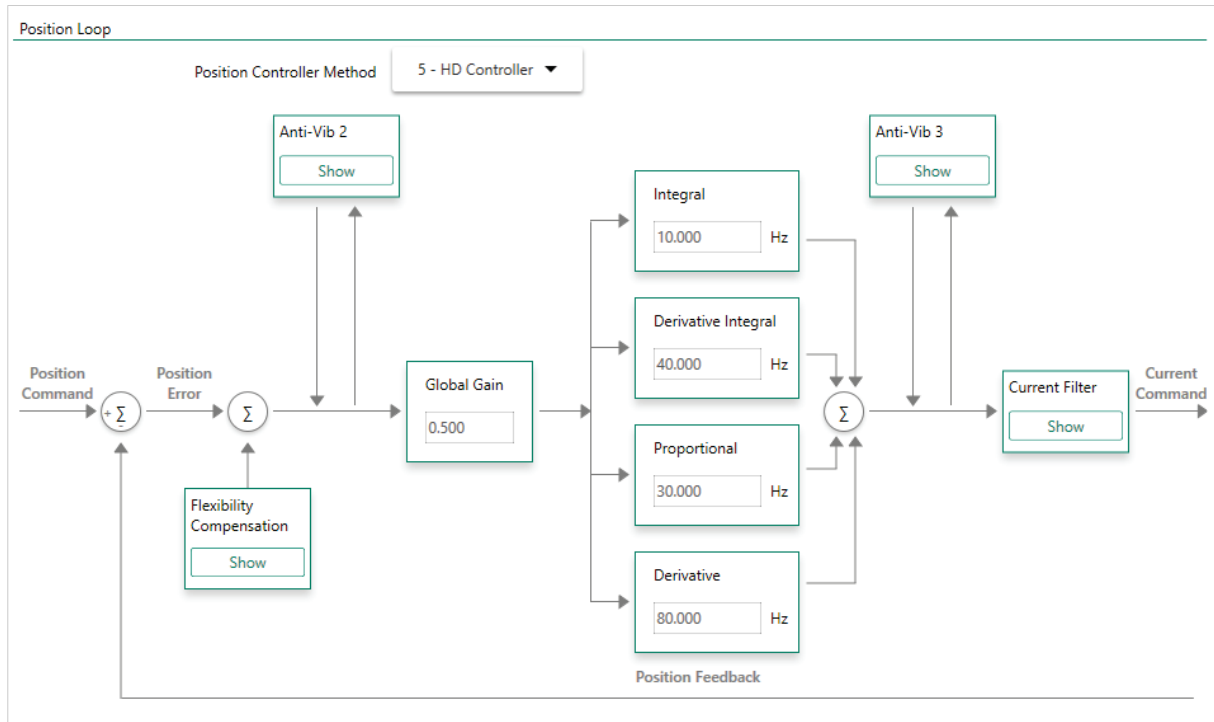 Position Loop
Position Controller Method
5 - HD Controller
Anti-Vib 2
Show
Anti-Vib 3
Show
Integral
10.000 Hz
Derivative Integral
40.000 Hz
Position
Command
Position
Error
+ Σ
-
Σ
Global Gain
0.500
Σ
Current Filter
Show
Current
Command
Proportional
30.000 Hz
Flexibility
Compensation
Show
Derivative
80.000 Hz
Position Feedback